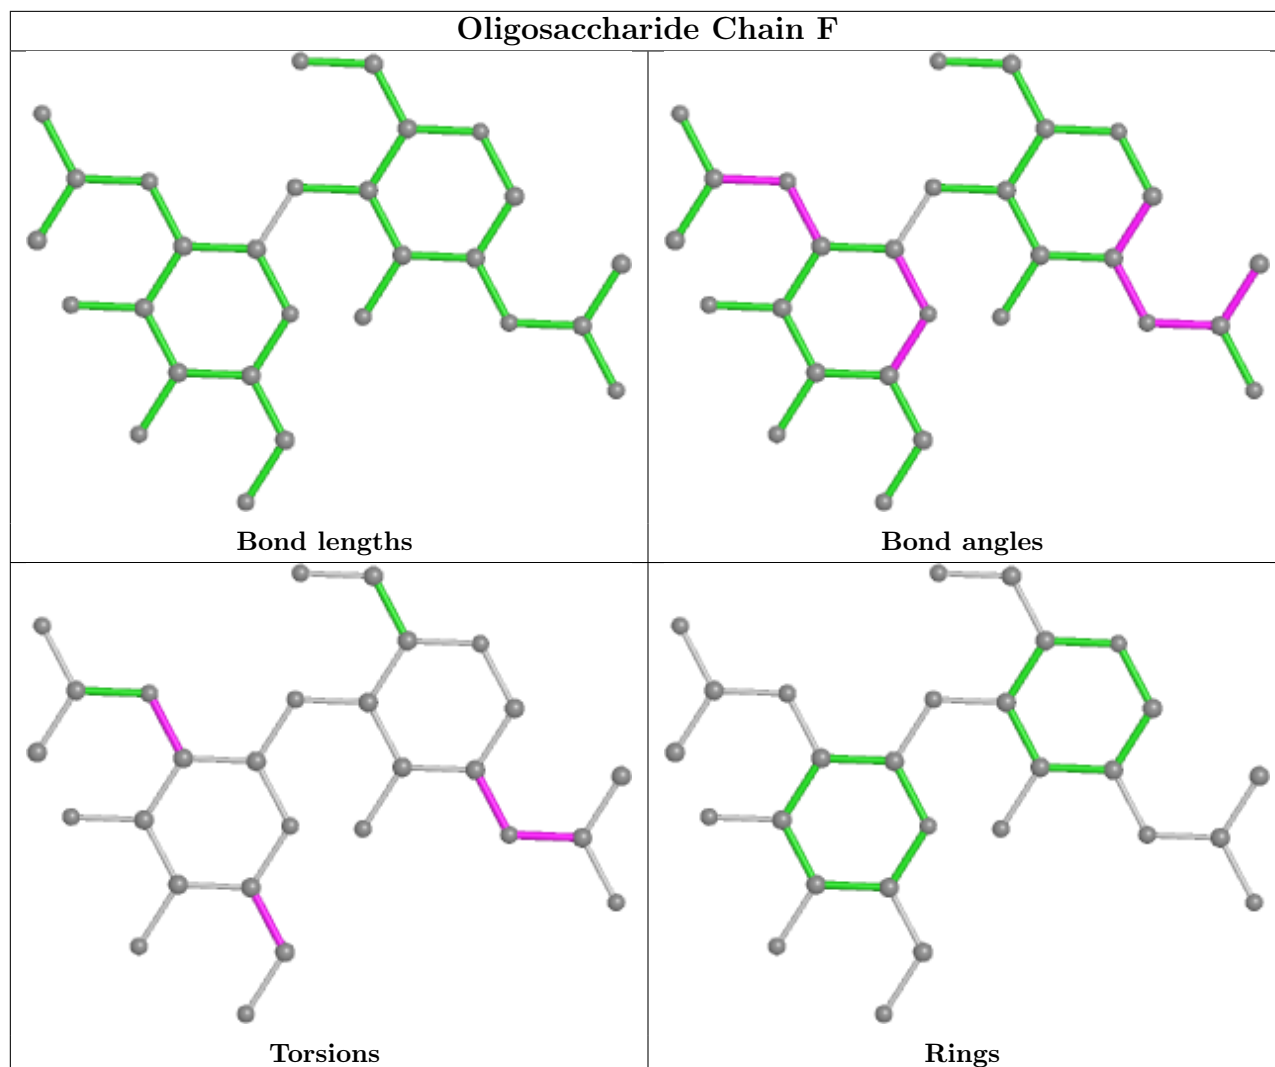 Oligosaccharide Chain F
Bond lengths
Bond angles
Torsions
Rings